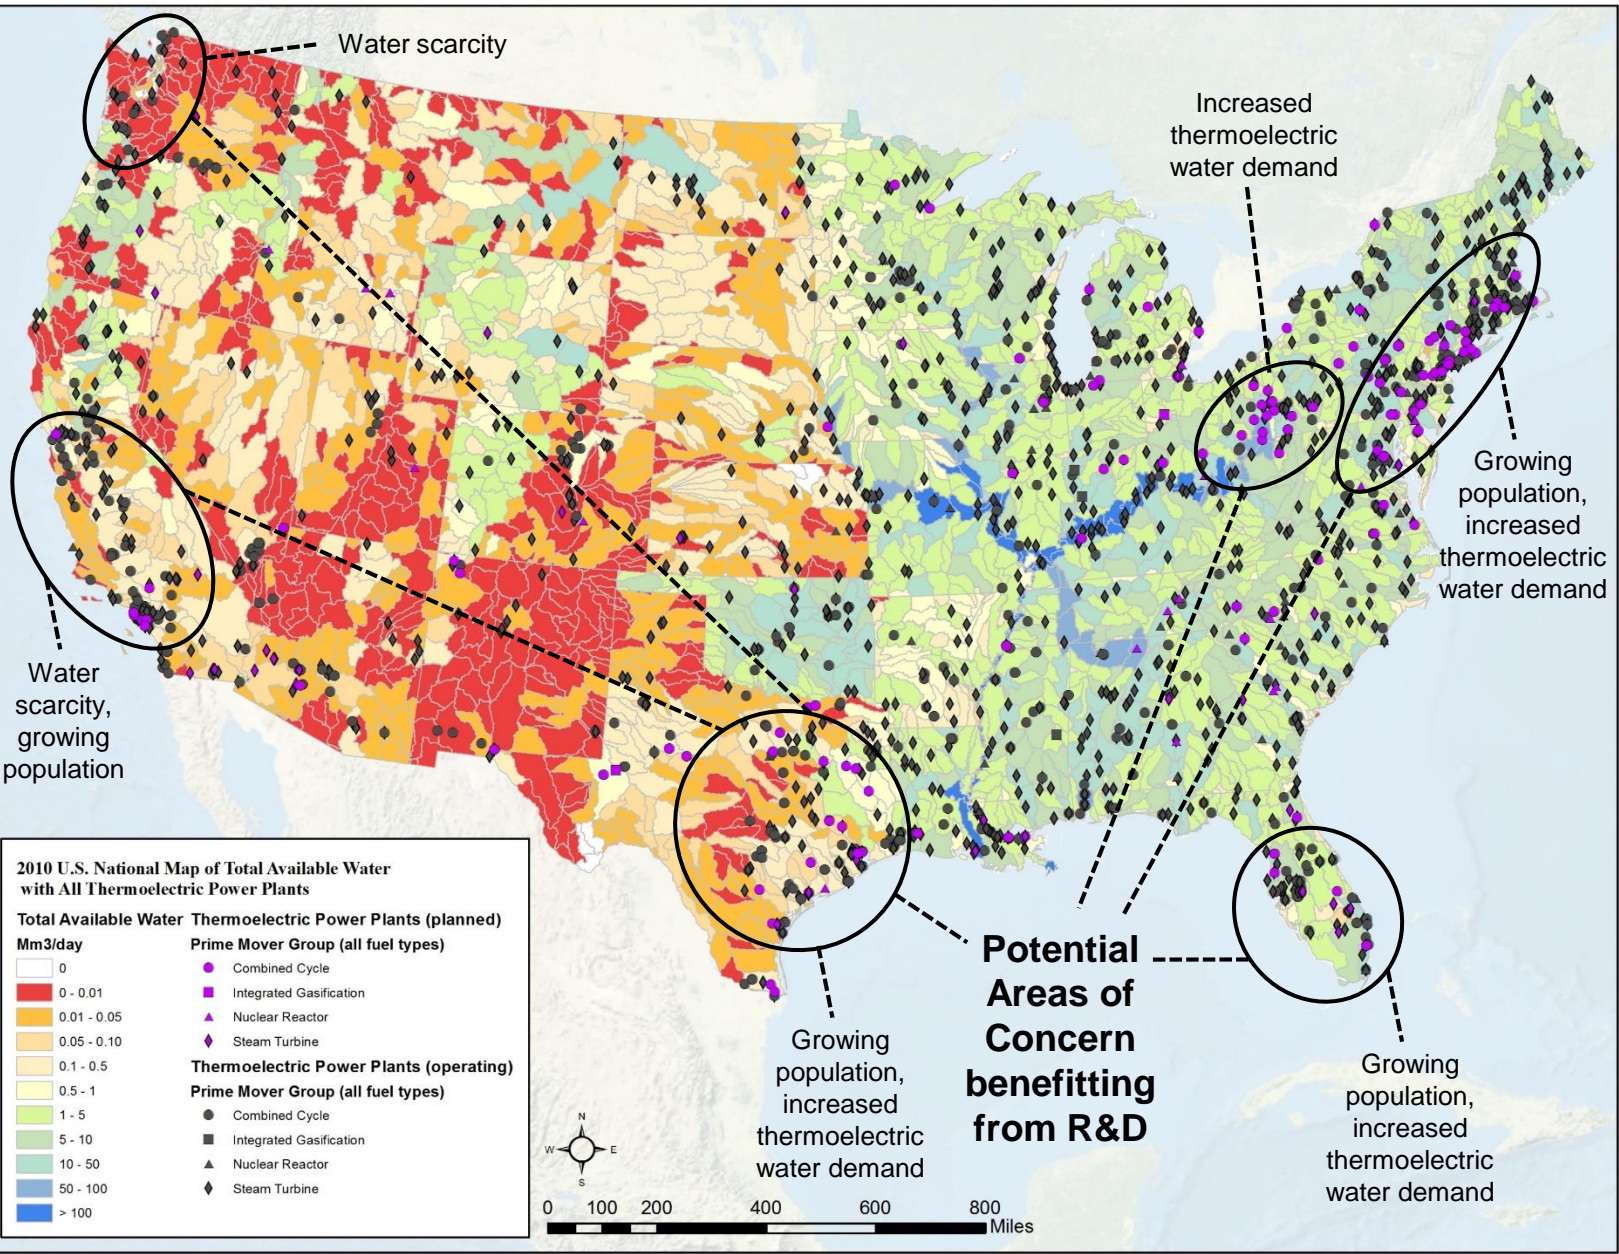 Water scarcity
Increased
thermoelectric
water demand
Growing
population,
increased
thermoelectric
water demand
Water
scarcity,
growing
population
2010 U.S. National Map of Total Available Water
with All Thermoelectric Power Plants
Total Available Water
Mm3/day
0
0 - 0.01
0.01 - 0.05
0.05 - 0.10
0.1 - 0.5
0.5 - 1
1 - 5
5 - 10
10 - 50
50 - 100
> 100
Thermoelectric Power Plants (planned)
Prime Mover Group (all fuel types)
Combined Cycle
Integrated Gasification
Nuclear Reactor
Steam Turbine
Thermoelectric Power Plants (operating)
Prime Mover Group (all fuel types)
Combined Cycle
Integrated Gasification
Nuclear Reactor
Steam Turbine
N
W E
S
0 100 200 400 600 800
Miles
Growing
population,
increased
thermoelectric
water demand
Potential
Areas of
Concern
benefitting
from R&D
Growing
population,
increased
thermoelectric
water demand